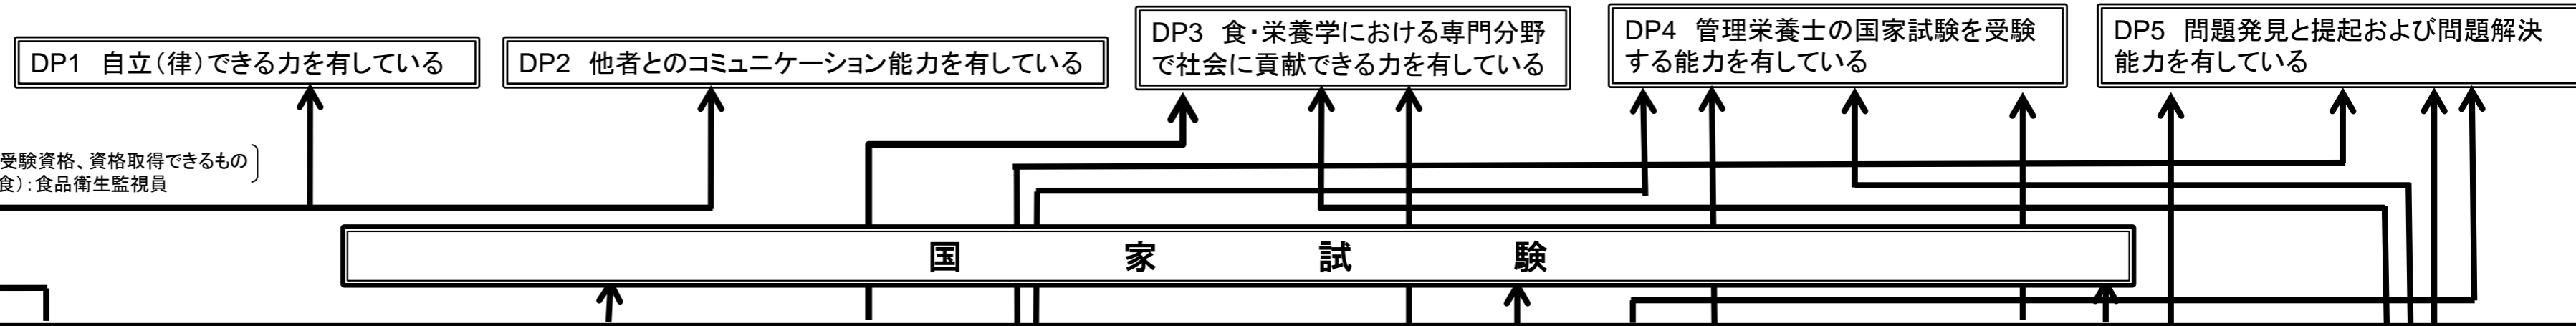 DP1 自立(律)できる力を有している
DP2 他者とのコミュニケーション能力を有している
DP3 食・栄養学における専門分野
で社会に貢献できる力を有している
DP4 管理栄養士の国家試験を受験
する能力を有している
DP5 問題発見と提起および問題解決
能力を有している
受験資格、資格取得できるもの
食):食品衛生監視員
国 家 試 験